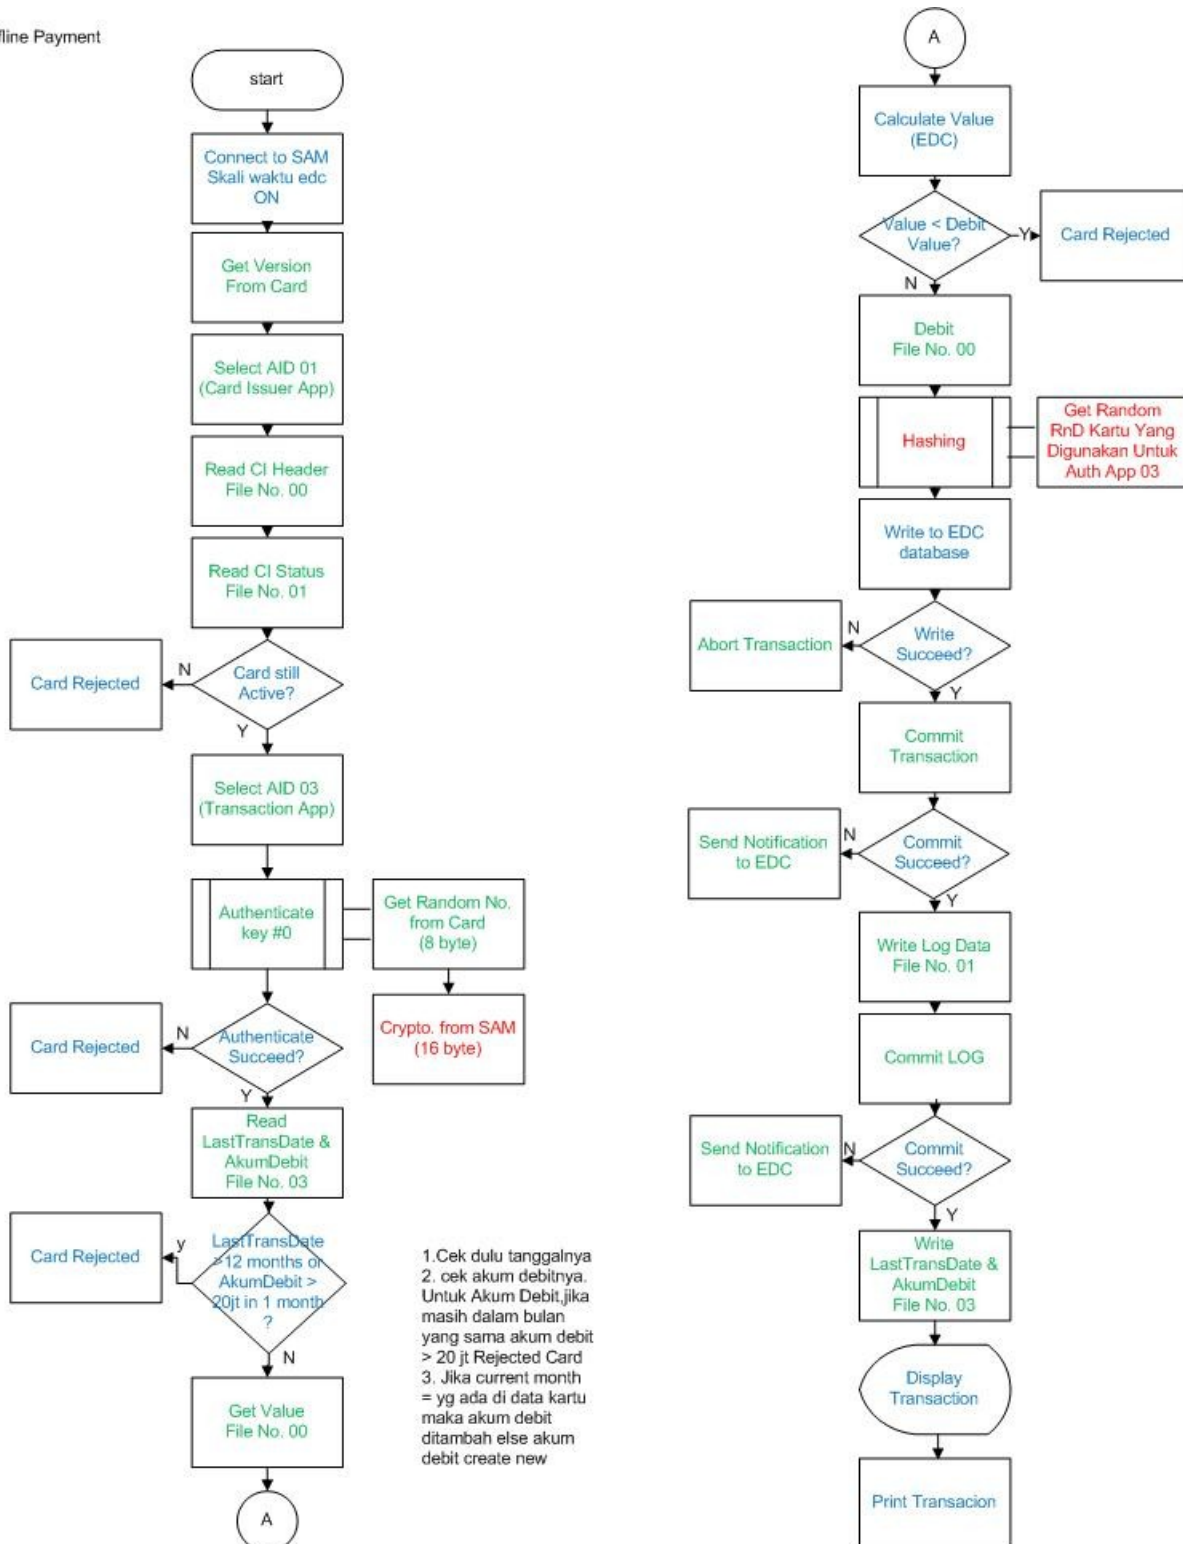 fline Payment
start
Connect to SAM
Skali waktu edc
ON
Get Version
From Card
Select AID 01
(Card Issuer App)
Read CI Header
File No. 00
Read CI Status
File No. 01
Card still
Active?
N
Card Rejected
Y
Select AID 03
(Transaction App)
Authenticate
key #0
Get Random No.
from Card
(8 byte)
Crypto. from SAM
(16 byte)
Authenticate
Succeed?
N
Card Rejected
Y
Read
LastTransDate &
AkumDebit
File No. 03
LastTransDate
>12 months or
AkumDebit >
20jt in 1 month
?
y
Card Rejected
N
Get Value
File No. 00
A
1.Cek dulu tanggalnya
2. cek akum debitnya.
Untuk Akum Debit,jika
masih dalam bulan
yang sama akum debit
> 20 jt Rejected Card
3. Jika current month
= yg ada di data kartu
maka akum debit
ditambah else akum
debit create new
A
Calculate Value
(EDC)
Value < Debit
Value?
Y
Card Rejected
N
Debit
File No. 00
Hashing
Get Random
RnD Kartu Yang
Digunakan Untuk
Auth App 03
Write to EDC
database
Write
Succeed?
N
Abort Transaction
Y
Commit
Transaction
Commit
Succeed?
N
Send Notification
to EDC
Y
Write Log Data
File No. 01
Commit LOG
Commit
Succeed?
N
Send Notification
to EDC
Y
Write
LastTransDate &
AkumDebit
File No. 03
Display
Transaction
Print Transacion